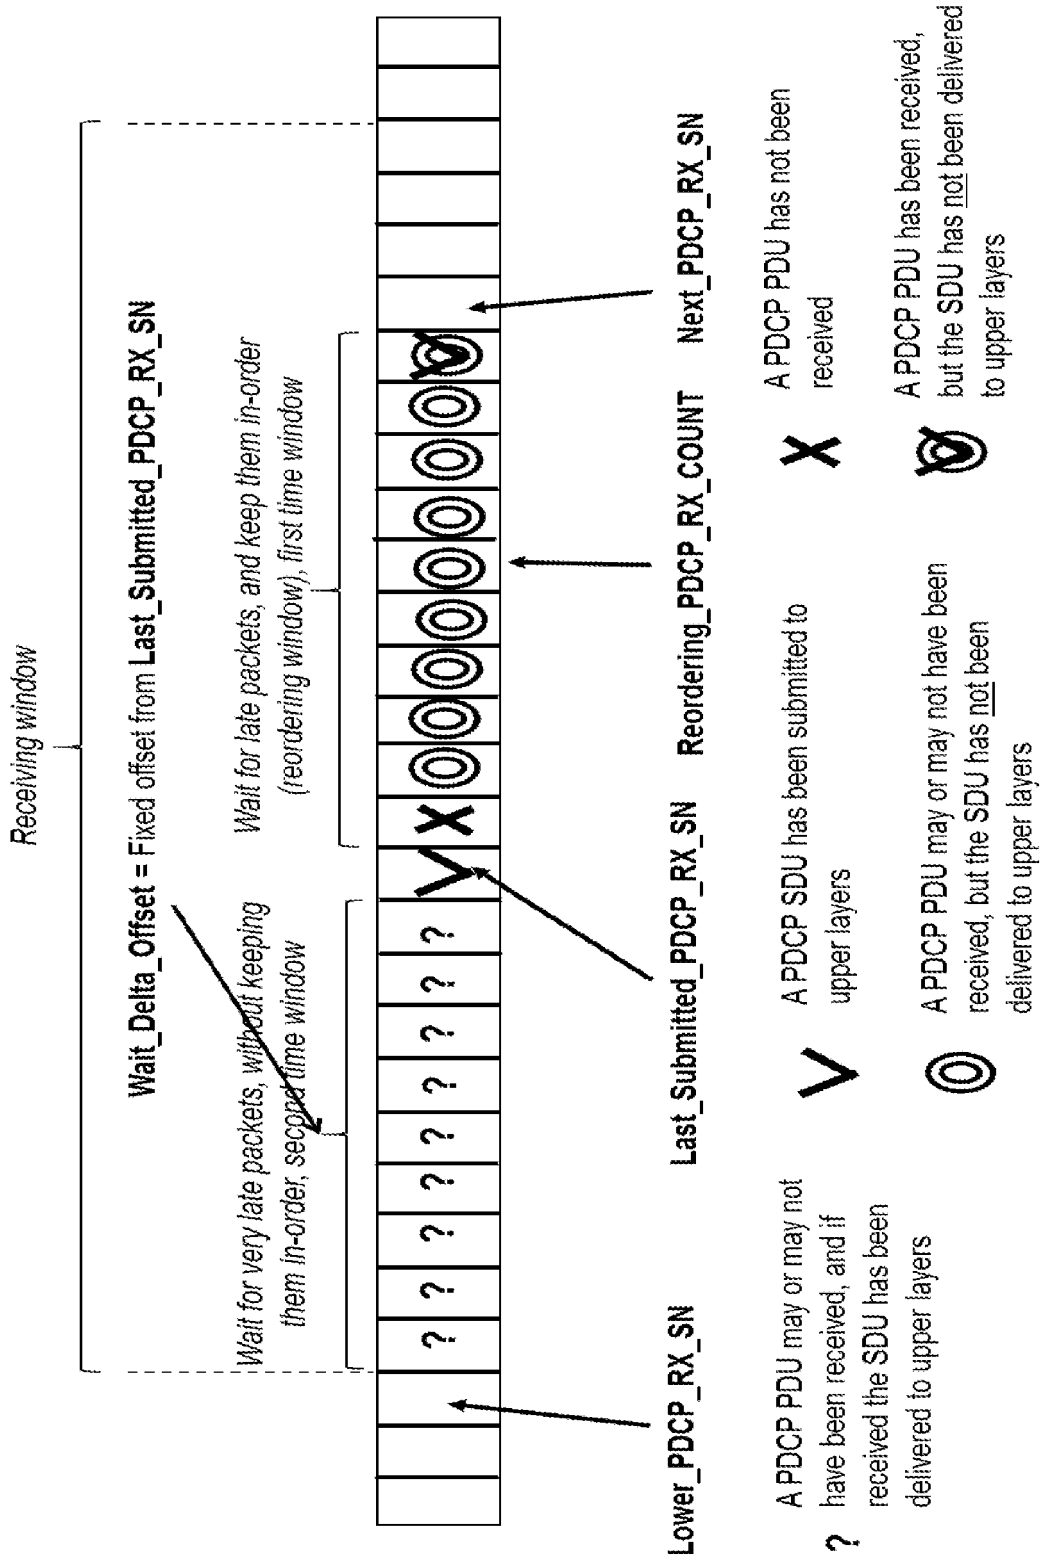 Receiving window
Wait_Delta_Offset = Fixed offset from Last_Submitted_PDCP_RX_SN
Wait for very late packets, without keeping
them in-order, second time window
Wait for late packets, and keep them in-order
(reordering window), first time window
? ? ? ? ? ? ? ? ?
Lower_PDCP_RX_SN
Last_Submitted_PDCP_RX_SN
Reordering_PDCP_RX_COUNT
Next_PDCP_RX_SN
?
A PDCP PDU may or may not
have been received, and if
received the SDU has been
delivered to upper layers
A PDCP SDU has been submitted to
upper layers
A PDCP PDU has not been
received
A PDCP PDU may or may not have been
received, but the SDU has not been
delivered to upper layers
A PDCP PDU has been received,
but the SDU has not been delivered
to upper layers